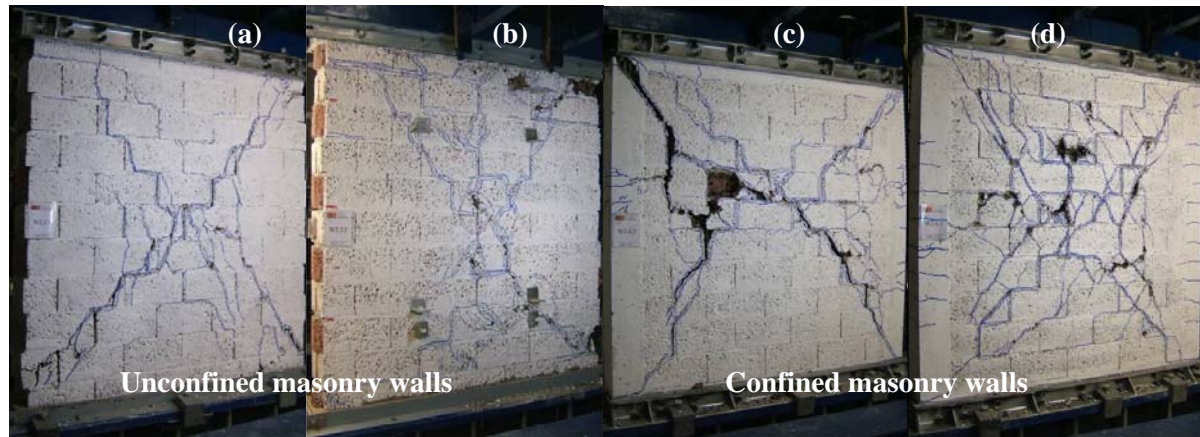 (a)
(b)
(c)
(d)
Unconfined masonry walls
Confined masonry walls